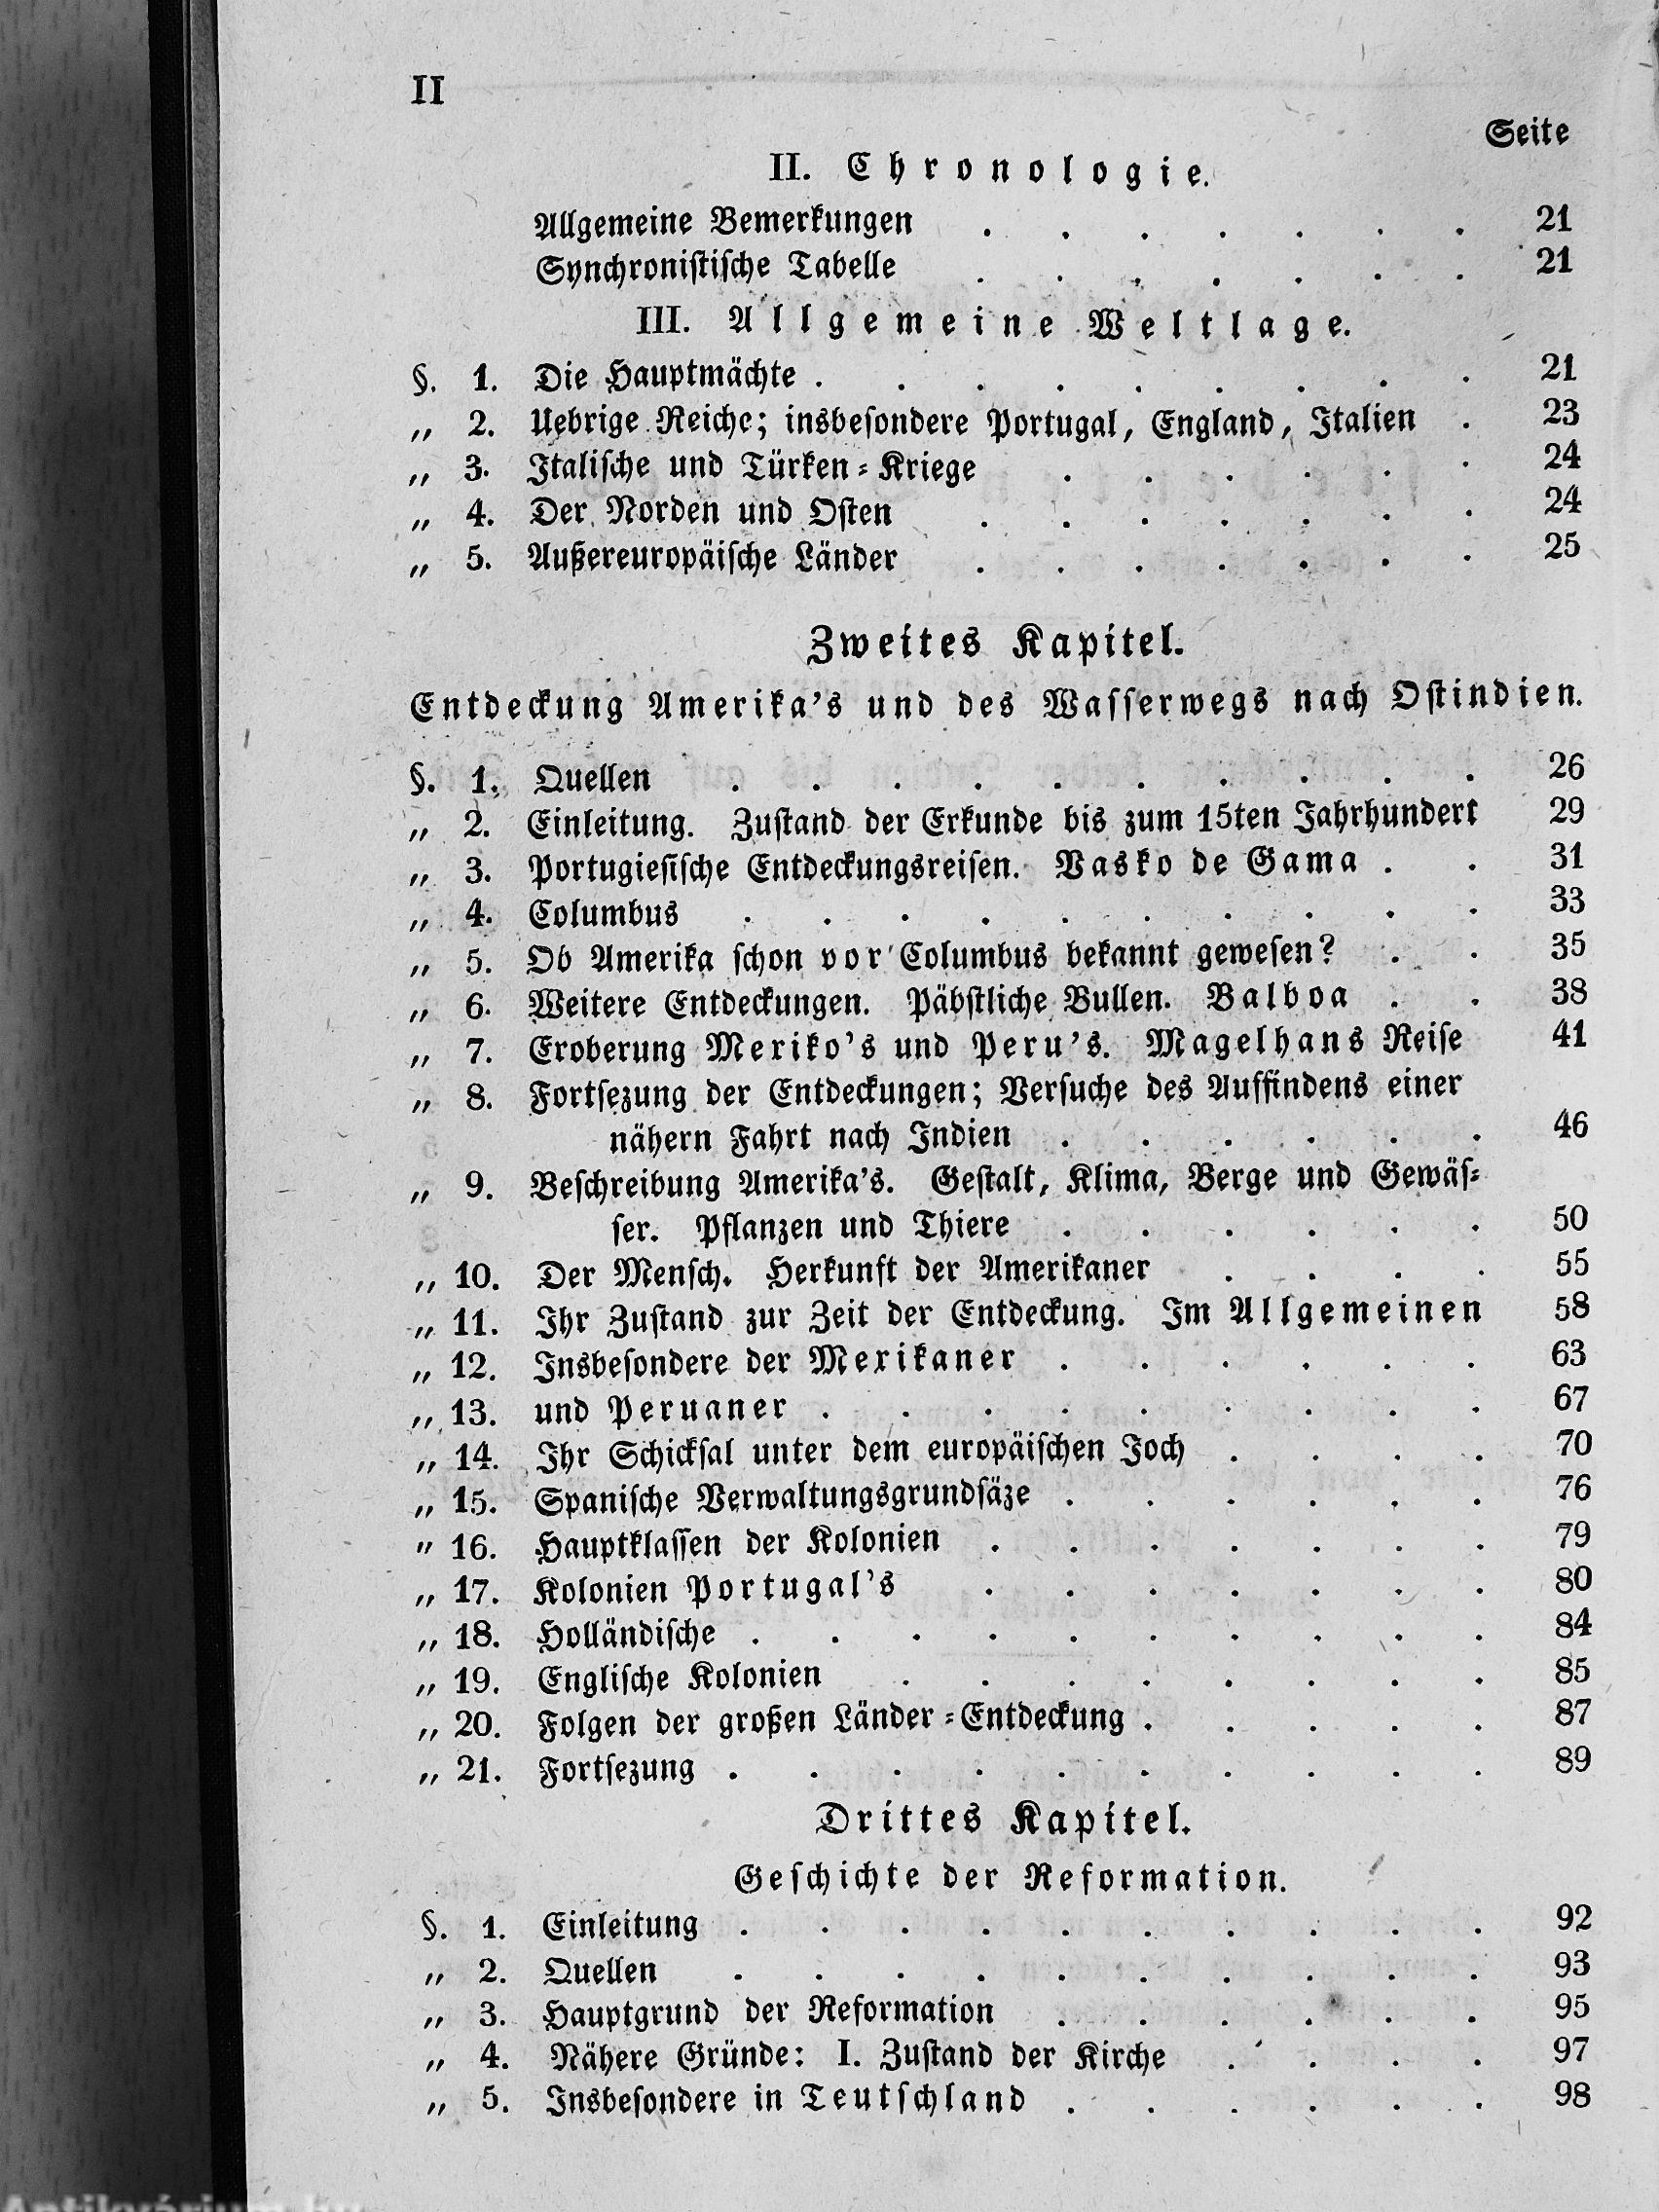 II
Seite
II. Chronologie.
Allgemeine Bemerkungen . . . . . . . 21
Synchronistische Tabelle . . . . . . . 21
III. Allgemeine Weltlage.
§. 1. Die Hauptmächte . . . . . . . . . 21
„ 2. Uebrige Reiche; insbesondere Portugal, England, Italien . 23
„ 3. Italische und Türken-Kriege . . . . . . 24
„ 4. Der Norden und Osten . . . . . . . 24
„ 5. Außereuropäische Länder . . . . . . . 25
Zweites Kapitel.
Entdeckung Amerika's und des Wasserwegs nach Ostindien.
§. 1. Quellen . . . . . . . . . . 26
„ 2. Einleitung. Zustand der Erkunde bis zum 15ten Jahrhundert 29
„ 3. Portugiesische Entdeckungsreisen. Vasko de Gama . . 31
„ 4. Columbus . . . . . . . . . . 33
„ 5. Ob Amerika schon vor Columbus bekannt gewesen? . . 35
„ 6. Weitere Entdeckungen. Päbstliche Bullen. Balboa . . 38
„ 7. Eroberung Meriko's und Peru's. Magelhans Reise 41
„ 8. Fortsezung der Entdeckungen; Versuche des Auffindens einer
nähern Fahrt nach Indien . . . . . . 46
„ 9. Beschreibung Amerika's. Gestalt, Klima, Berge und Gewäs-
ser. Pflanzen und Thiere . . . . . . 50
„ 10. Der Mensch. Herkunft der Amerikaner . . . . 55
„ 11. Ihr Zustand zur Zeit der Entdeckung. Im Allgemeinen 58
„ 12. Insbesondere der Mexikaner . . . . . . 63
„ 13. und Peruaner . . . . . . . . . 67
„ 14. Ihr Schicksal unter dem europäischen Joch . . . . 70
„ 15. Spanische Verwaltungsgrundsäze . . . . . . 76
„ 16. Hauptklassen der Kolonien . . . . . . . 79
„ 17. Kolonien Portugal's . . . . . . . 80
„ 18. Holländische . . . . . . . . . . 84
„ 19. Englische Kolonien . . . . . . . . 85
„ 20. Folgen der großen Länder-Entdeckung . . . . . 87
„ 21. Fortsezung . . . . . . . . . . 89
Drittes Kapitel.
Geschichte der Reformation.
§. 1. Einleitung . . . . . . . . . . 92
„ 2. Quellen . . . . . . . . . . 93
„ 3. Hauptgrund der Reformation . . . . . . 95
„ 4. Nähere Gründe: I. Zustand der Kirche . . . . 97
„ 5. Insbesondere in Teutschland . . . . . . 98
Antikvárium.hu